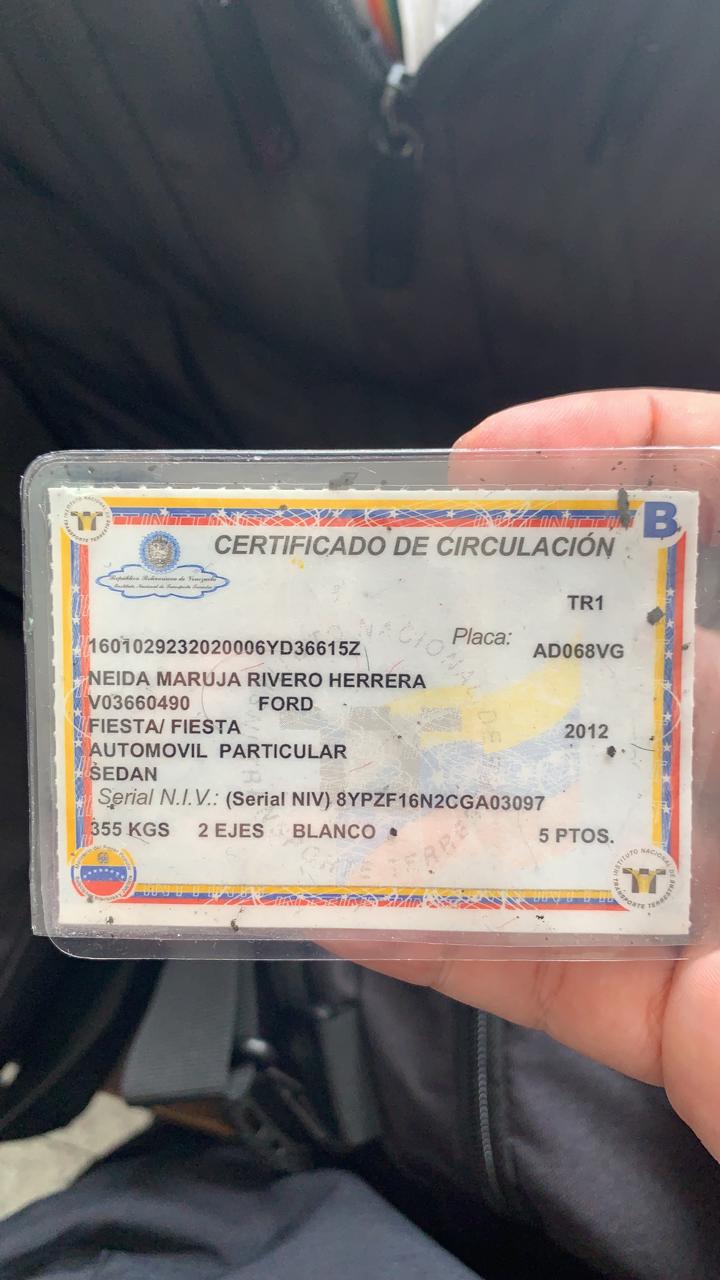 B
CERTIFICADO DE CIRCULACIÓN
República Bolivariana de Venezuela
Instituto Nacional de Transporte Terrestre
TR1
1601029232020006YD36615Z Placa: AD068VG
NEIDA MARUJA RIVERO HERRERA
V03660490 FORD
FIESTA/ FIESTA 2012
AUTOMOVIL PARTICULAR
SEDAN
Serial N.I.V.: (Serial NIV) 8YPZF16N2CGA03097
355 KGS 2 EJES BLANCO 5 PTOS.
INSTITUTO NACIONAL DE TRANSPORTE TERRESTRE